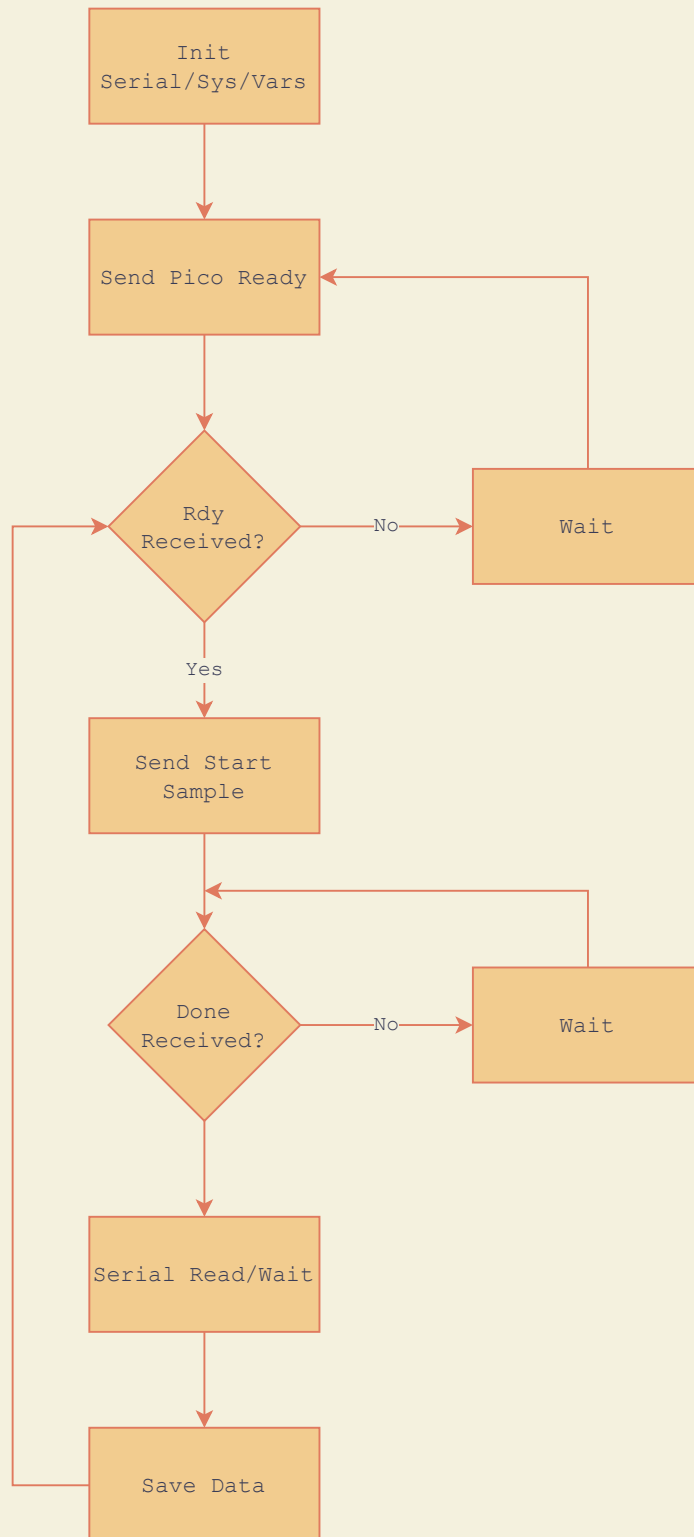 Init
Serial/Sys/Vars
Send Pico Ready
Rdy
Received?
No
Wait
Yes
Send Start
Sample
Done
Received?
No
Wait
Serial Read/Wait
Save Data